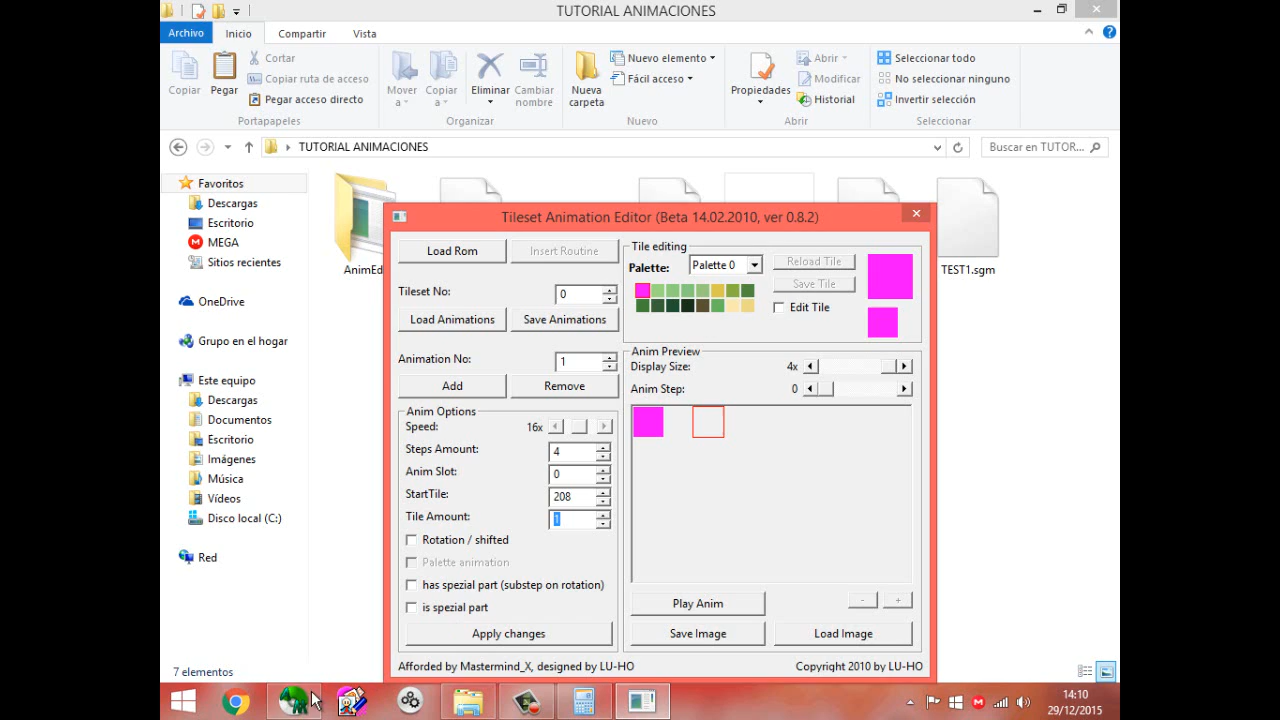 TUTORIAL ANIMACIONES
Archivo Inicio Compartir Vista
Copiar
Pegar
Cortar
Copiar ruta de acceso
Pegar acceso directo
Portapapeles
Mover a
Copiar a
Eliminar
Cambiar nombre
Organizar
Nueva carpeta
Nuevo elemento
Fácil acceso
Nuevo
Propiedades
Abrir
Modificar
Historial
Abrir
Seleccionar todo
No seleccionar ninguno
Invertir selección
Seleccionar
TUTORIAL ANIMACIONES
Buscar en TUTOR...
Favoritos
Descargas
Escritorio
MEGA
Sitios recientes
OneDrive
Grupo en el hogar
Este equipo
Descargas
Documentos
Escritorio
Imágenes
Música
Vídeos
Disco local (C:)
Red
AnimEd
TEST1.sgm
Tileset Animation Editor (Beta 14.02.2010, ver 0.8.2)
Load Rom
Insert Routine
Tileset No: 0
Load Animations
Save Animations
Animation No: 1
Add
Remove
Anim Options
Speed: 16x
Steps Amount: 4
Anim Slot: 0
StartTile: 208
Tile Amount: 1
Rotation / shifted
Palette animation
has spezial part (substep on rotation)
is spezial part
Apply changes
Tile editing
Palette: Palette 0
Reload Tile
Save Tile
Edit Tile
Anim Preview
Display Size: 4x
Anim Step: 0
Play Anim
- +
Save Image
Load Image
Afforded by Mastermind_X, designed by LU-HO
Copyright 2010 by LU-HO
7 elementos
14:10
29/12/2015